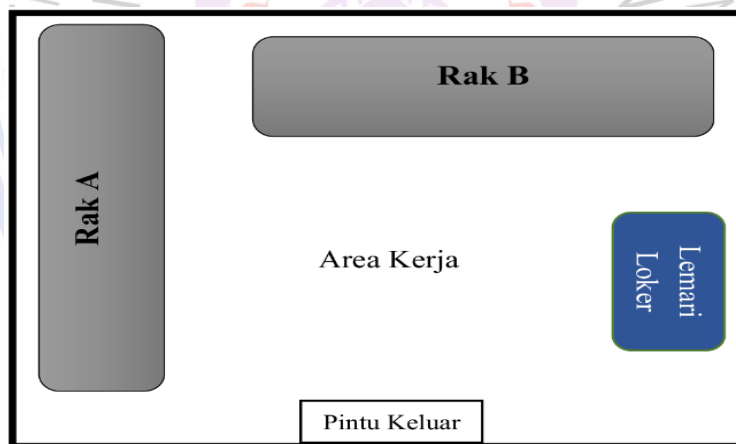 Rak A
Rak B
Area Kerja
Lemari
Loker
Pintu Keluar